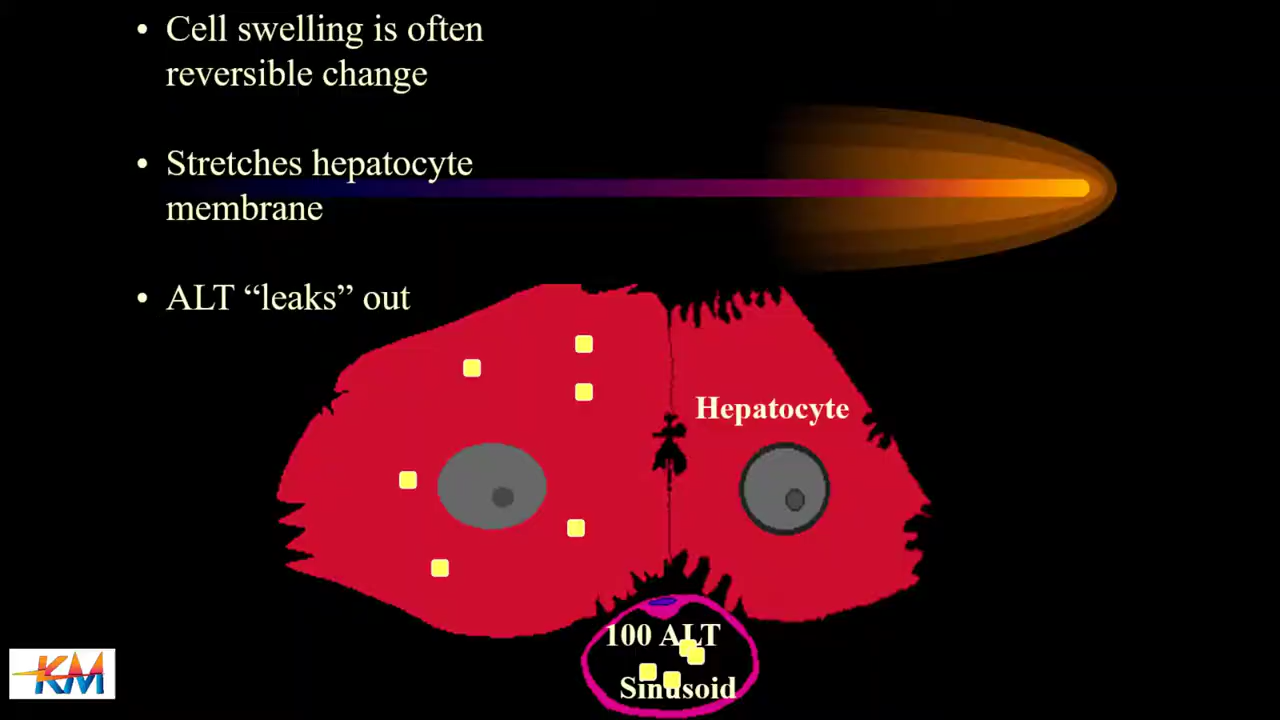 • Cell swelling is often
reversible change
• Stretches hepatocyte
membrane
• ALT “leaks” out
Hepatocyte
100 ALT
Sinusoid
KM